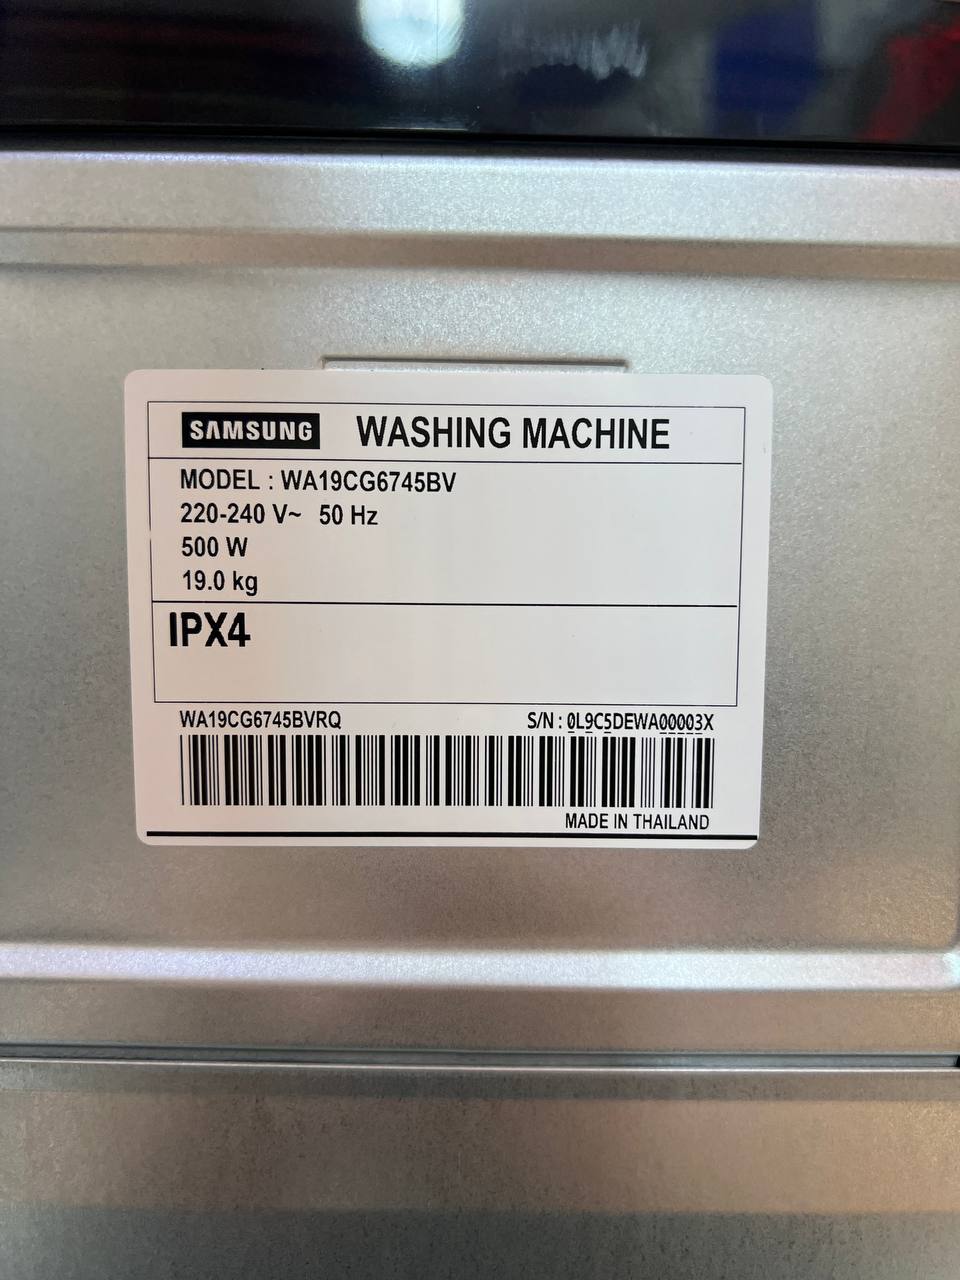 SAMSUNG WASHING MACHINE
MODEL : WA19CG6745BV
220-240 V~ 50 Hz
500 W
19.0 kg
IPX4
WA19CG6745BVRQ S/N : 0L9C5DEWA00003X
MADE IN THAILAND